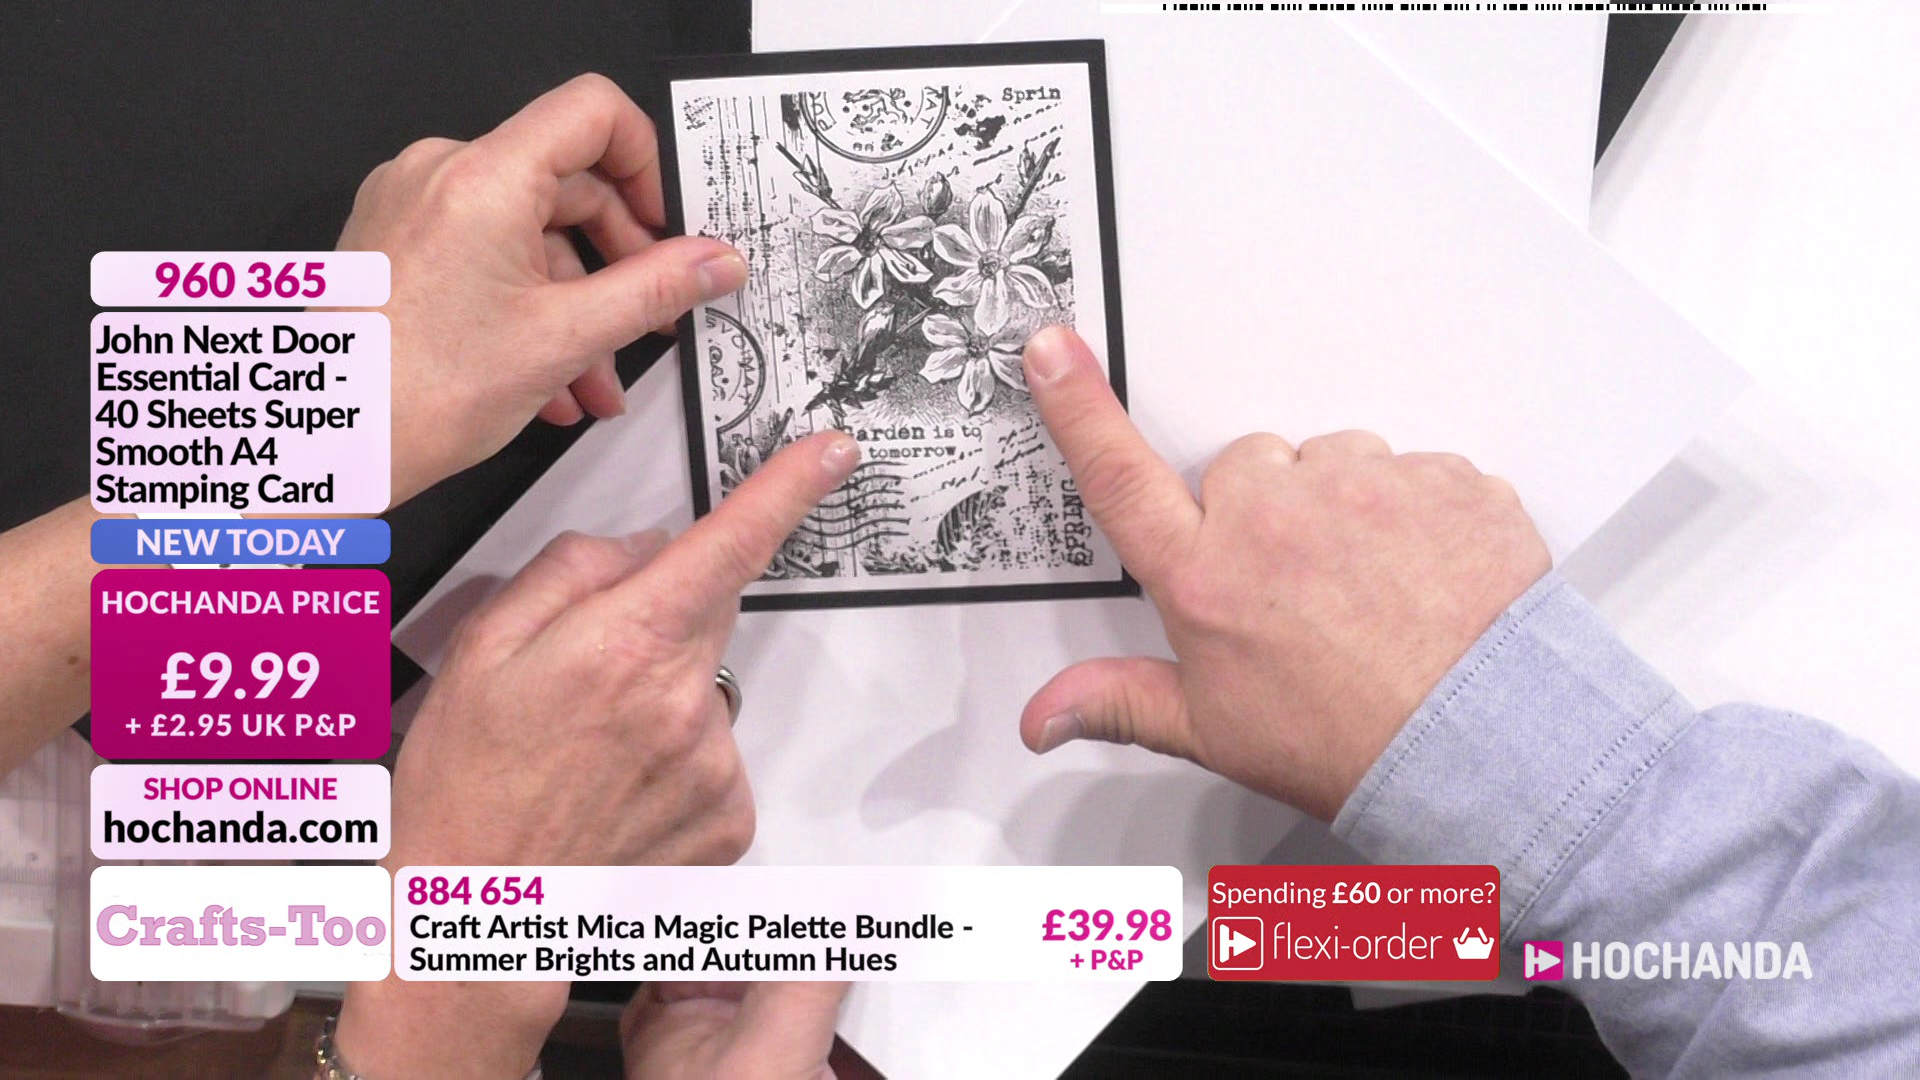 960 365
John Next Door
Essential Card -
40 Sheets Super
Smooth A4
Stamping Card
NEW TODAY
HOCHANDA PRICE
£9.99
+ £2.95 UK P&P
SHOP ONLINE
hochanda.com
Crafts-Too
884 654
Craft Artist Mica Magic Palette Bundle -
Summer Brights and Autumn Hues
£39.98
+ P&P
Spending £60 or more?
flexi-order
HOCHANDA
Sprin
arden is to
tomorrow
SPRING